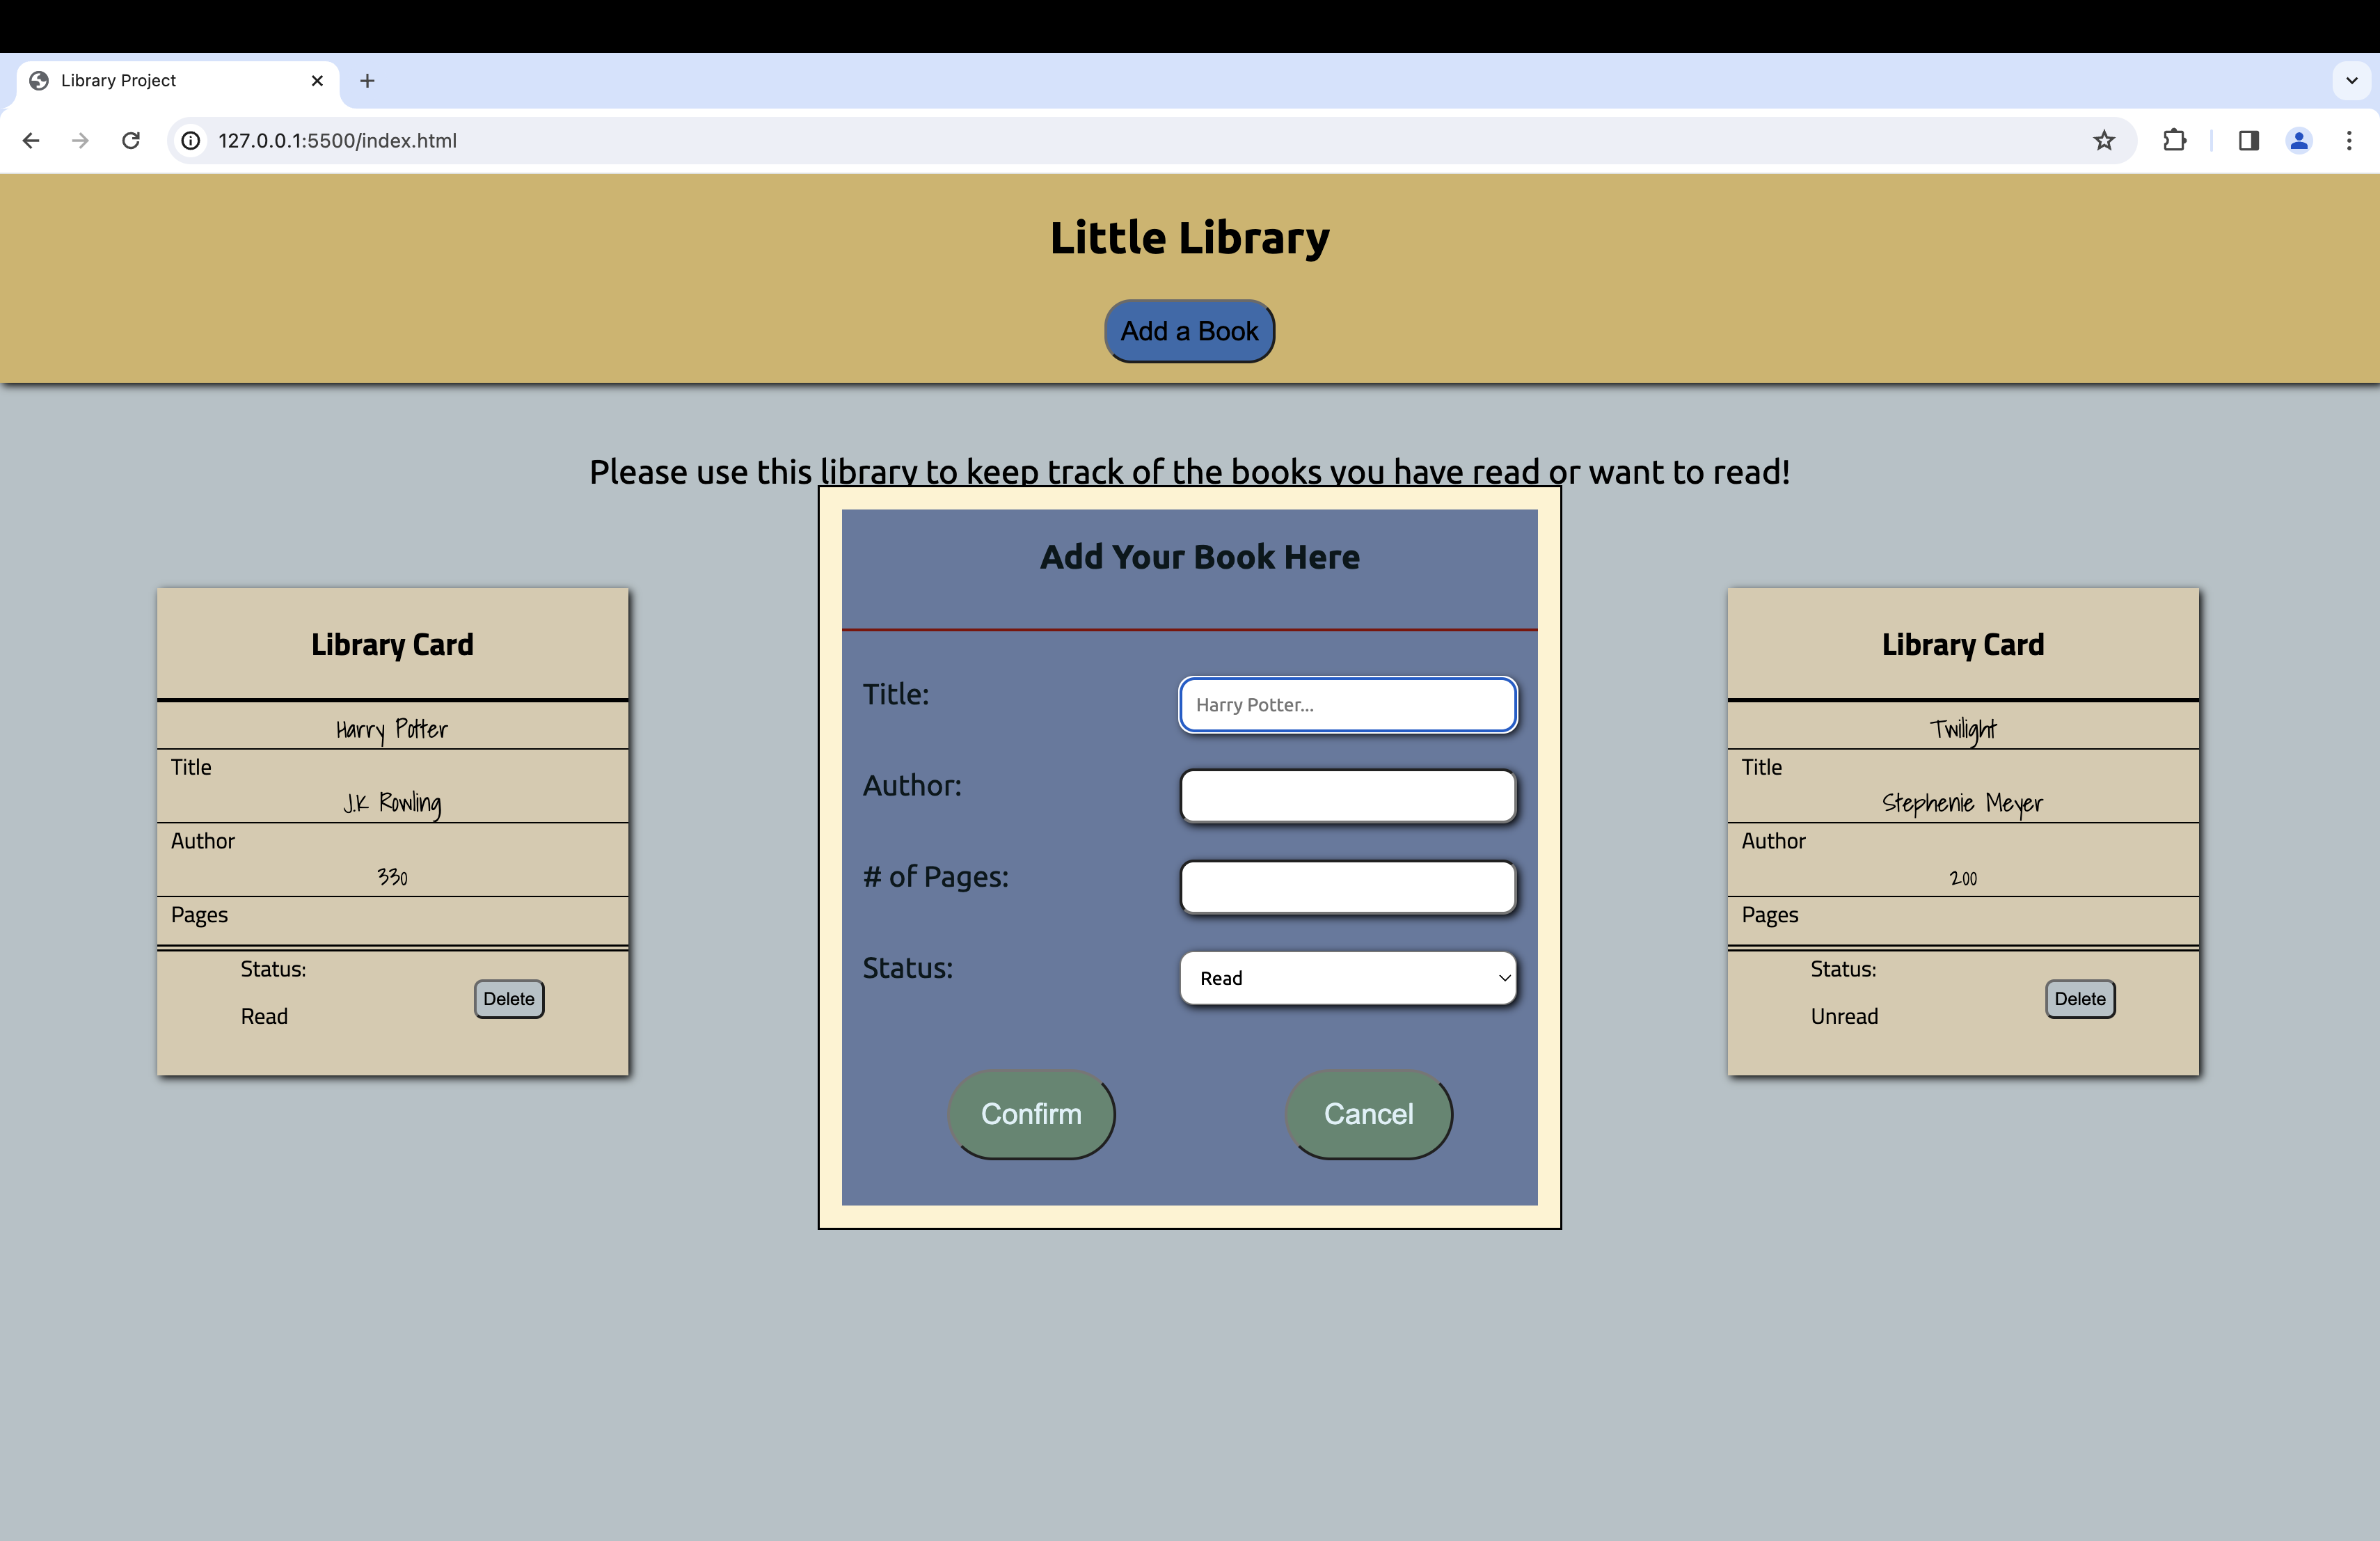 Library Project
127.0.0.1:5500/index.html
Little Library
Add a Book
Please use this library to keep track of the books you have read or want to read!
Add Your Book Here
Title:
Harry Potter...
Author:
# of Pages:
Status:
Read
Confirm
Cancel
Library Card
Harry Potter
Title
J.K Rowling
Author
330
Pages
Status:
Read
Delete
Library Card
Twilight
Title
Stephenie Meyer
Author
200
Pages
Status:
Unread
Delete